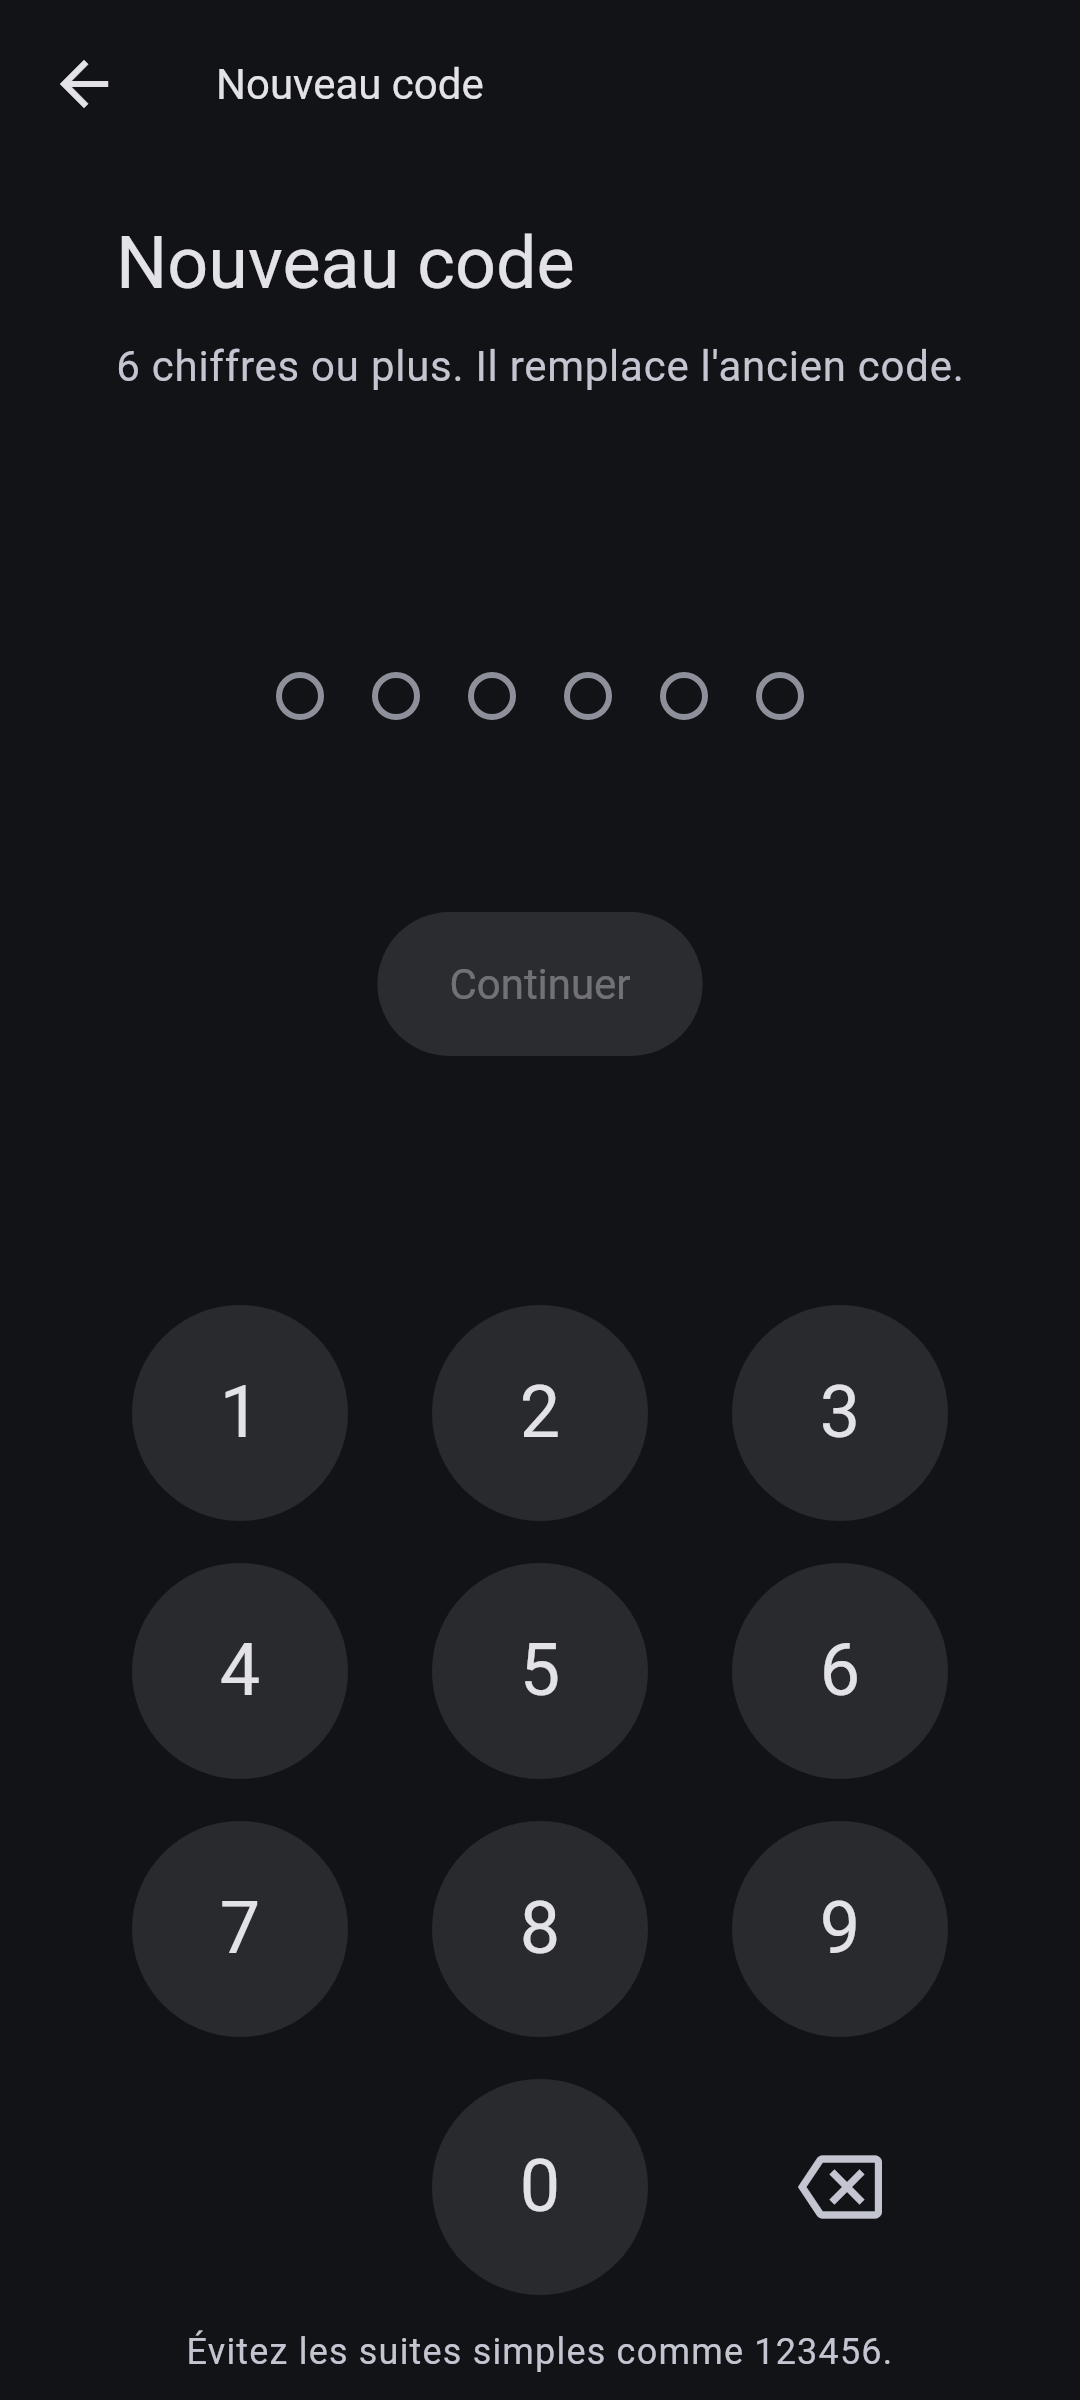 Nouveau code
Nouveau code
6 chiffres ou plus. Il remplace l'ancien code.
Continuer
1 2 3
4 5 6
7 8 9
0
Évitez les suites simples comme 123456.